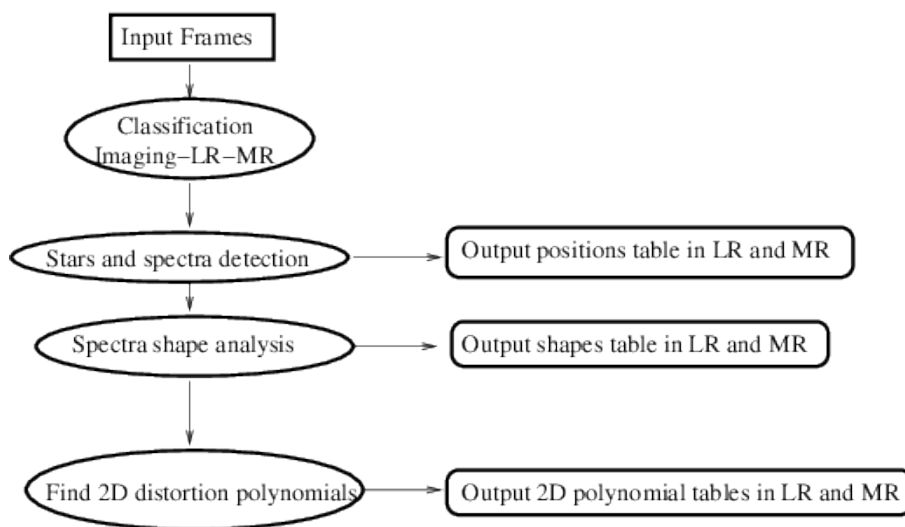 Input Frames
Classification
Imaging–LR–MR
Stars and spectra detection
Output positions table in LR and MR
Spectra shape analysis
Output shapes table in LR and MR
Find 2D distortion polynomials
Output 2D polynomial tables in LR and MR